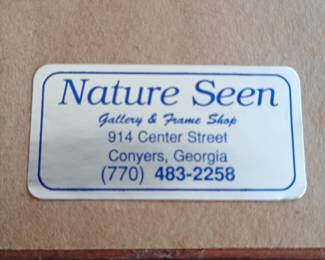 Nature Seen
Gallery & Frame Shop
914 Center Street
Conyers, Georgia
(770) 483-2258